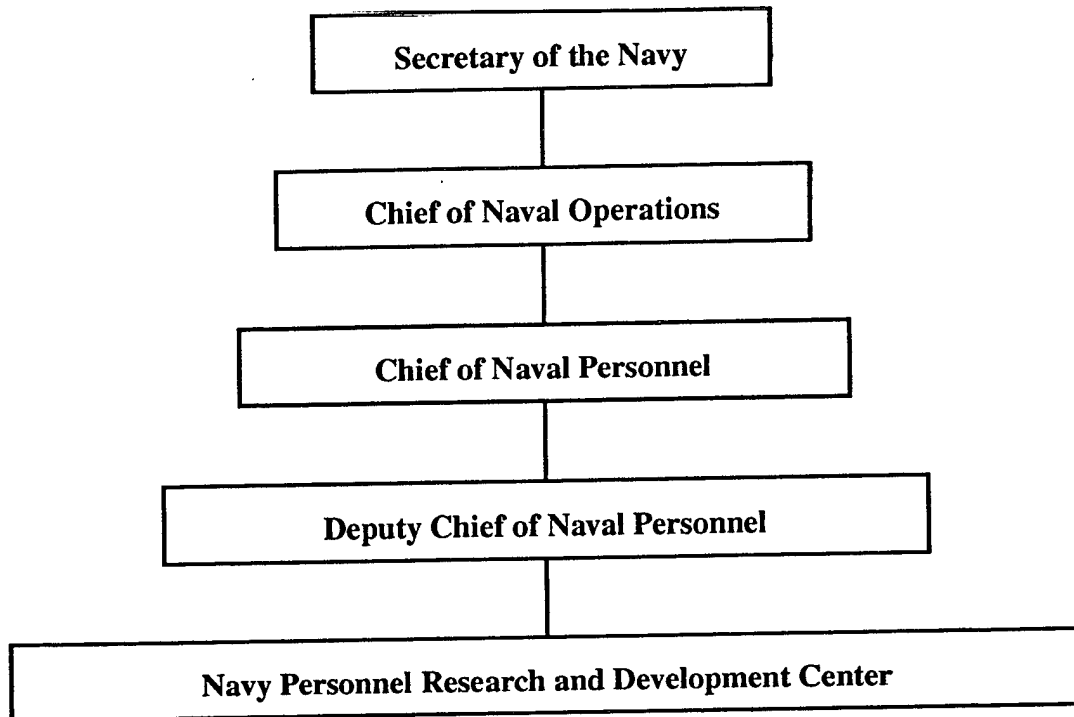 Secretary of the Navy
Chief of Naval Operations
Chief of Naval Personnel
Deputy Chief of Naval Personnel
Navy Personnel Research and Development Center